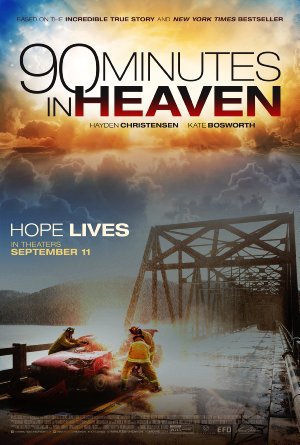 BASED ON THE INCREDIBLE TRUE STORY AND NEW YORK TIMES BESTSELLER
90 MINUTES
IN HEAVEN
HAYDEN CHRISTENSEN KATE BOSWORTH
HOPE LIVES
IN THEATERS
SEPTEMBER 11
EFO